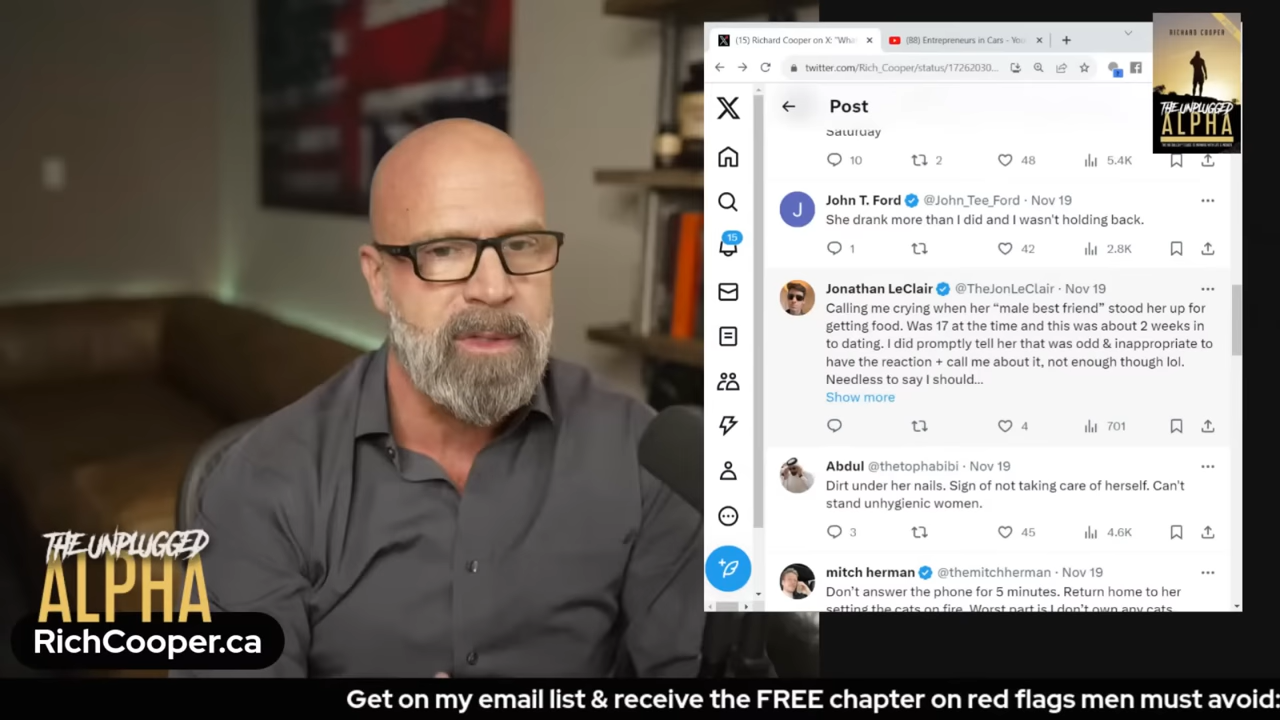 (15) Richard Cooper on X: "Wha
(88) Entrepreneurs in Cars - You
twitter.com/Rich_Cooper/status/17262030...
RICHARD COOPER
THE UNPLUGGED
ALPHA
Post
Saturday
10 2 48 5.4K
15
J
John T. Ford @John_Tee_Ford · Nov 19
She drank more than I did and I wasn't holding back.
1 42 2.8K
Jonathan LeClair @TheJonLeClair · Nov 19
Calling me crying when her “male best friend” stood her up for
getting food. Was 17 at the time and this was about 2 weeks in
to dating. I did promptly tell her that was odd & inappropriate to
have the reaction + call me about it, not enough though lol.
Needless to say I should...
Show more
4 701
Abdul @thetophabibi · Nov 19
Dirt under her nails. Sign of not taking care of herself. Can't
stand unhygienic women.
3 45 4.6K
mitch herman @themitchherman · Nov 19
Don’t answer the phone for 5 minutes. Return home to her
setting the cats on fire. Worst part is I don’t own any cats
THE UNPLUGGED
ALPHA
RichCooper.ca
Get on my email list & receive the FREE chapter on red flags men must avoid: